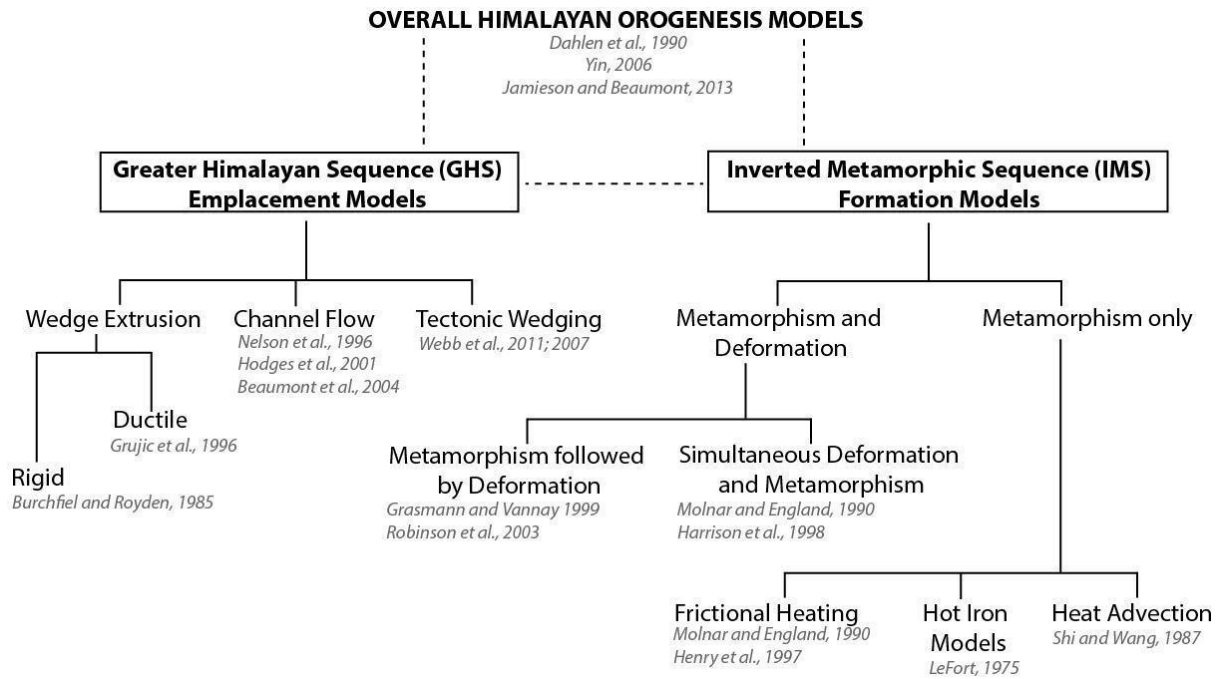 OVERALL HIMALAYAN OROGENESIS MODELS
Dahlen et al., 1990
Yin, 2006
Jamieson and Beaumont, 2013
Greater Himalayan Sequence (GHS)
Emplacement Models
Inverted Metamorphic Sequence (IMS)
Formation Models
Wedge Extrusion
Channel Flow
Nelson et al., 1996
Hodges et al., 2001
Beaumont et al., 2004
Tectonic Wedging
Webb et al., 2011; 2007
Metamorphism and
Deformation
Metamorphism only
Ductile
Grujic et al., 1996
Rigid
Burchfiel and Royden, 1985
Metamorphism followed
by Deformation
Grasmann and Vannay 1999
Robinson et al., 2003
Simultaneous Deformation
and Metamorphism
Molnar and England, 1990
Harrison et al., 1998
Frictional Heating
Molnar and England, 1990
Henry et al., 1997
Hot Iron
Models
LeFort, 1975
Heat Advection
Shi and Wang, 1987